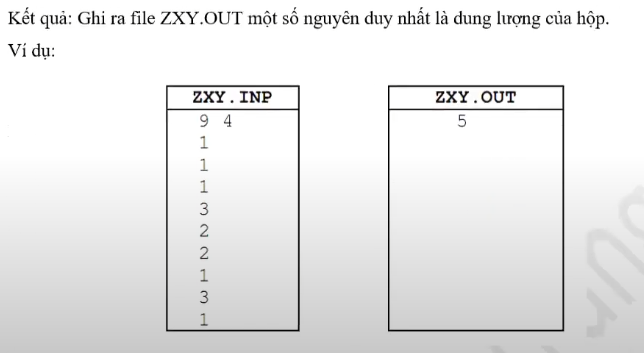 Kết quả: Ghi ra file ZXY.OUT một số nguyên duy nhất là dung lượng của hộp.
Ví dụ:
ZXY.INP ZXY.OUT
9 4 5
1
1
1
3
2
2
1
3
1